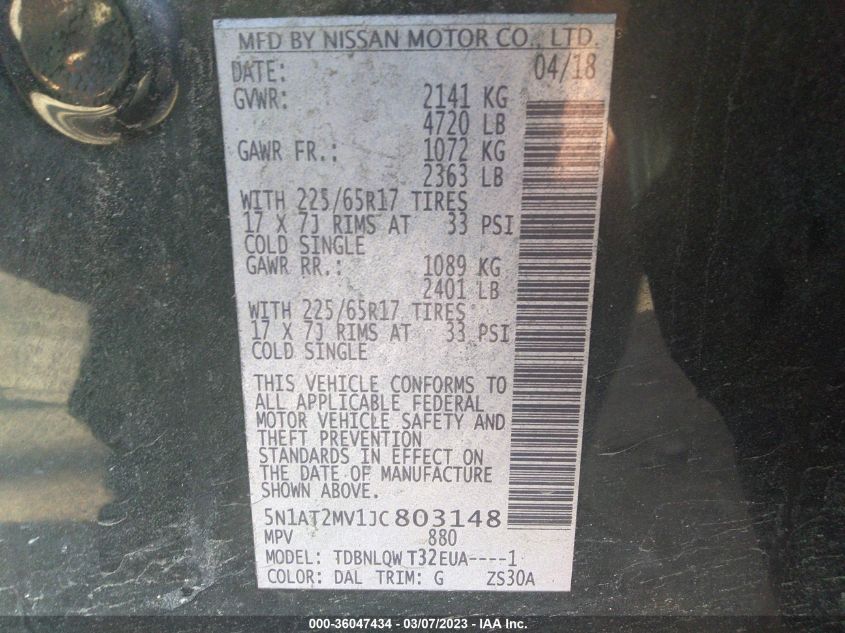 MFD BY NISSAN MOTOR CO., LTD.
DATE: 04/18
GVWR: 2141 KG
4720 LB
GAWR FR.: 1072 KG
2363 LB
WITH 225/65R17 TIRES
17 X 7J RIMS AT 33 PSI
COLD SINGLE
GAWR RR.: 1089 KG
2401 LB
WITH 225/65R17 TIRES
17 X 7J RIMS AT 33 PSI
COLD SINGLE
THIS VEHICLE CONFORMS TO
ALL APPLICABLE FEDERAL
MOTOR VEHICLE SAFETY AND
THEFT PREVENTION
STANDARDS IN EFFECT ON
THE DATE OF MANUFACTURE
SHOWN ABOVE.
5N1AT2MV1JC803148
MPV 880
MODEL: TDBNLQW T32EUA----1
COLOR: DAL TRIM: G ZS30A
000-36047434 - 03/07/2023 - IAA Inc.